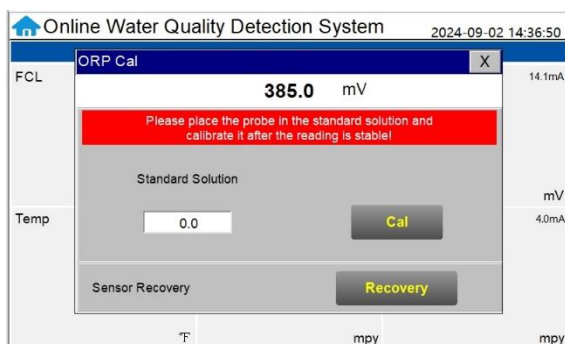 Online Water Quality Detection System
2024-09-02 14:36:50
ORP Cal
X
FCL
14.1mA
385.0 mV
Please place the probe in the standard solution and
calibrate it after the reading is stable!
Standard Solution
mV
Temp
0.0
Cal
4.0mA
Sensor Recovery
Recovery
℉
mpy
mpy